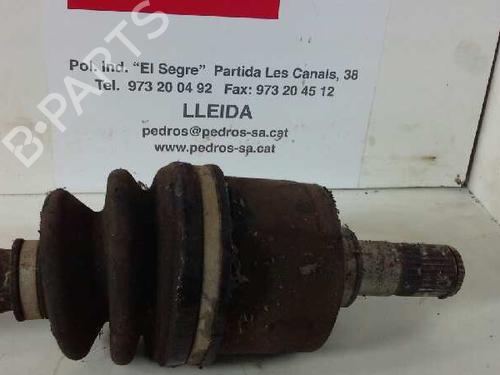 Pol. Ind. "El Segre" Partida Les Canals, 38
Tel. 973 20 04 92 Fax: 973 20 45 12
LLEIDA
pedros@pedros-sa.cat
www.pedros-sa.cat
B-PARTS